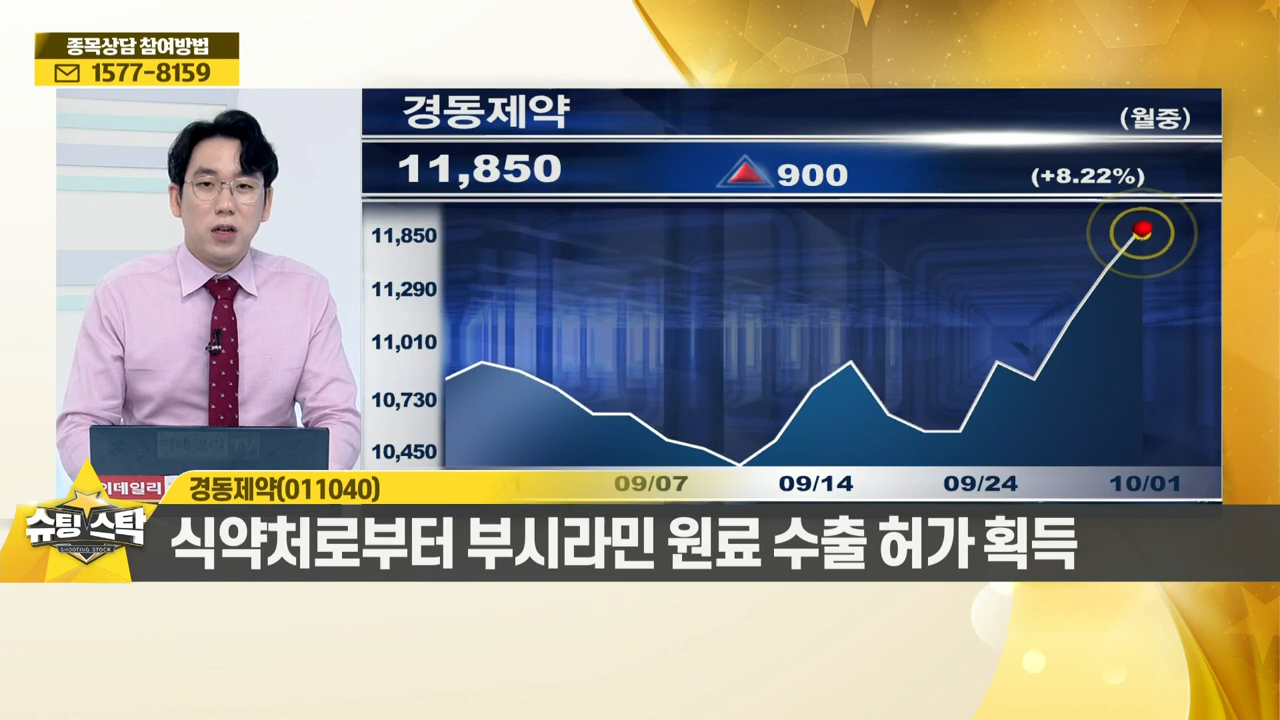 종목상담 참여방법
1577-8159
경동제약
(월중)
11,850
900
(+8.22%)
11,850
11,290
11,010
10,730
10,450
09/07
09/14
09/24
10/01
이데일리
경동제약(011040)
슈팅스탁
SHOOTING STOCK
식약처로부터 부시라민 원료 수출 허가 획득